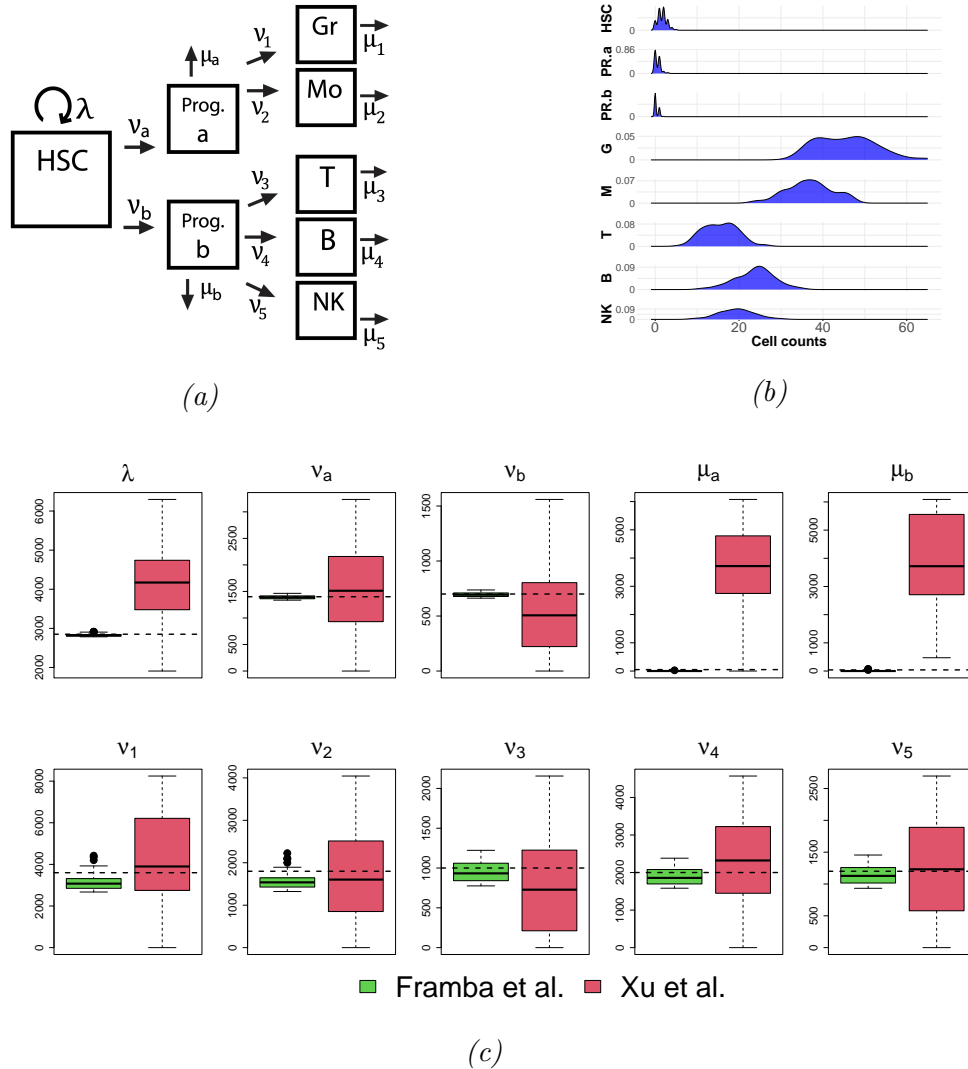 λ
HSC
ν_a
ν_b
μ_a
Prog.
a
Prog.
b
μ_b
ν_1
ν_2
ν_3
ν_4
ν_5
Gr
Mo
T
B
NK
μ_1
μ_2
μ_3
μ_4
μ_5
(a)
HSC
0
PR.a
0.86
0
PR.b
0
G
0.05
0
M
0.07
0
T
0.08
0
B
0.09
0
NK
0.09
0
0 20 40 60
Cell counts
(b)
λ
2000 3000 4000 5000 6000
ν_a
0 500 1500 2500
ν_b
0 500 1000 1500
μ_a
0 1000 3000 5000
μ_b
0 1000 3000 5000
ν_1
0 2000 4000 6000 8000
ν_2
0 1000 2000 3000 4000
ν_3
0 500 1000 1500 2000
ν_4
0 1000 2000 3000 4000
ν_5
0 500 1500 2500
Framba et al. Xu et al.
(c)